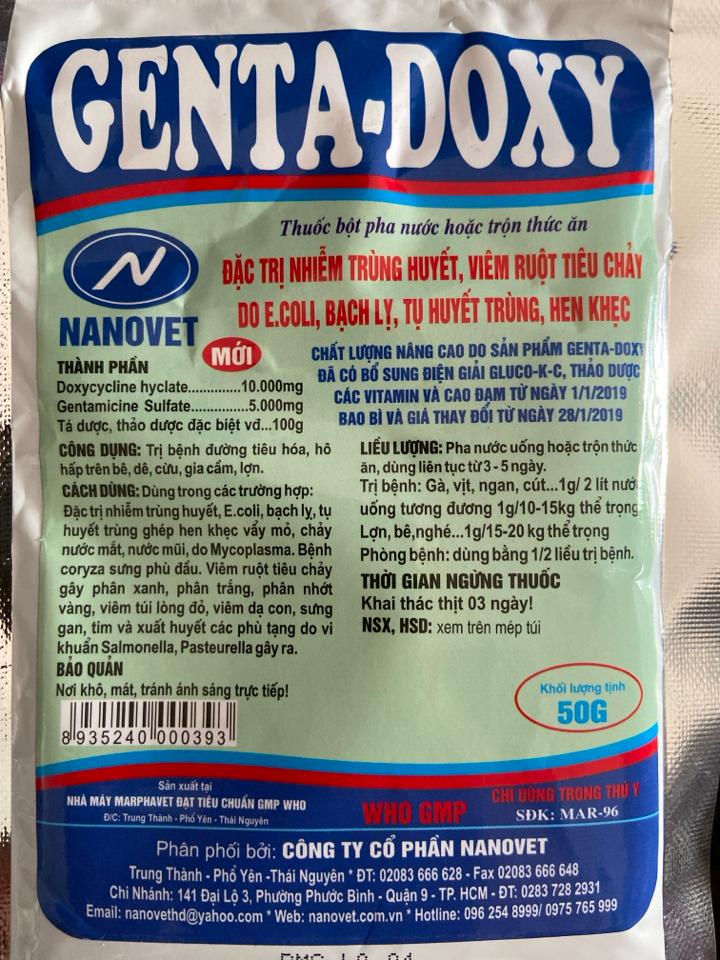 GENTA-DOXY
Thuốc bột pha nước hoặc trộn thức ăn
ĐẶC TRỊ NHIỄM TRÙNG HUYẾT, VIÊM RUỘT TIÊU CHẢY
DO E.COLI, BẠCH LỴ, TỤ HUYẾT TRÙNG, HEN KHẸC
N
NANOVET
MỚI
CHẤT LƯỢNG NÂNG CAO DO SẢN PHẨM GENTA-DOXY
ĐÃ CÓ BỔ SUNG ĐIỆN GIẢI GLUCO-K-C, THẢO DƯỢC
CÁC VITAMIN VÀ CAO ĐẠM TỪ NGÀY 1/1/2019
BAO BÌ VÀ GIÁ THAY ĐỔI TỪ NGÀY 28/1/2019
THÀNH PHẦN
Doxycycline hyclate..............10.000mg
Gentamicine Sulfate...............5.000mg
Tá dược, thảo dược đặc biệt vđ...100g
CÔNG DỤNG: Trị bệnh đường tiêu hóa, hô
hấp trên bê, dê, cừu, gia cầm, lợn.
CÁCH DÙNG: Dùng trong các trường hợp:
Đặc trị nhiễm trùng huyết, E.coli, bạch lỵ, tụ
huyết trùng ghép hen khẹc vẩy mỏ, chảy
nước mắt, nước mũi, do Mycoplasma. Bệnh
coryza sưng phù đầu. Viêm ruột tiêu chảy
gây phân xanh, phân trắng, phân nhớt
vàng, viêm túi lòng đỏ, viêm dạ con, sưng
gan, tim và xuất huyết các phủ tạng do vi
khuẩn Salmonella, Pasteurella gây ra.
BẢO QUẢN
Nơi khô, mát, tránh ánh sáng trực tiếp!
8 935240 000393
LIỀU LƯỢNG: Pha nước uống hoặc trộn thức
ăn, dùng liên tục từ 3 - 5 ngày.
Trị bệnh: Gà, vịt, ngan, cút...1g/ 2 lít nước
uống tương đương 1g/10-15kg thể trọng
Lợn, bê,nghé...1g/15-20 kg thể trọng
Phòng bệnh: dùng bằng 1/2 liều trị bệnh.
THỜI GIAN NGỪNG THUỐC
Khai thác thịt 03 ngày!
NSX, HSD: xem trên mép túi
Khối lượng tịnh
50G
Sản xuất tại
NHÀ MÁY MARPHAVET ĐẠT TIÊU CHUẨN GMP WHO
Đ/C: Trung Thành - Phổ Yên - Thái Nguyên
WHO GMP
CHỈ DÙNG TRONG THÚ Y
SĐK: MAR-96
Phân phối bởi: CÔNG TY CỔ PHẦN NANOVET
Trung Thành - Phổ Yên -Thái Nguyên * ĐT: 02083 666 628 - Fax 02083 666 648
Chi Nhánh: 141 Đại Lộ 3, Phường Phước Bình - Quận 9 - TP. HCM - ĐT: 0283 728 2931
Email: nanovethd@yahoo.com * Web: nanovet.com.vn * Hotline: 096 254 8999/ 0975 765 999